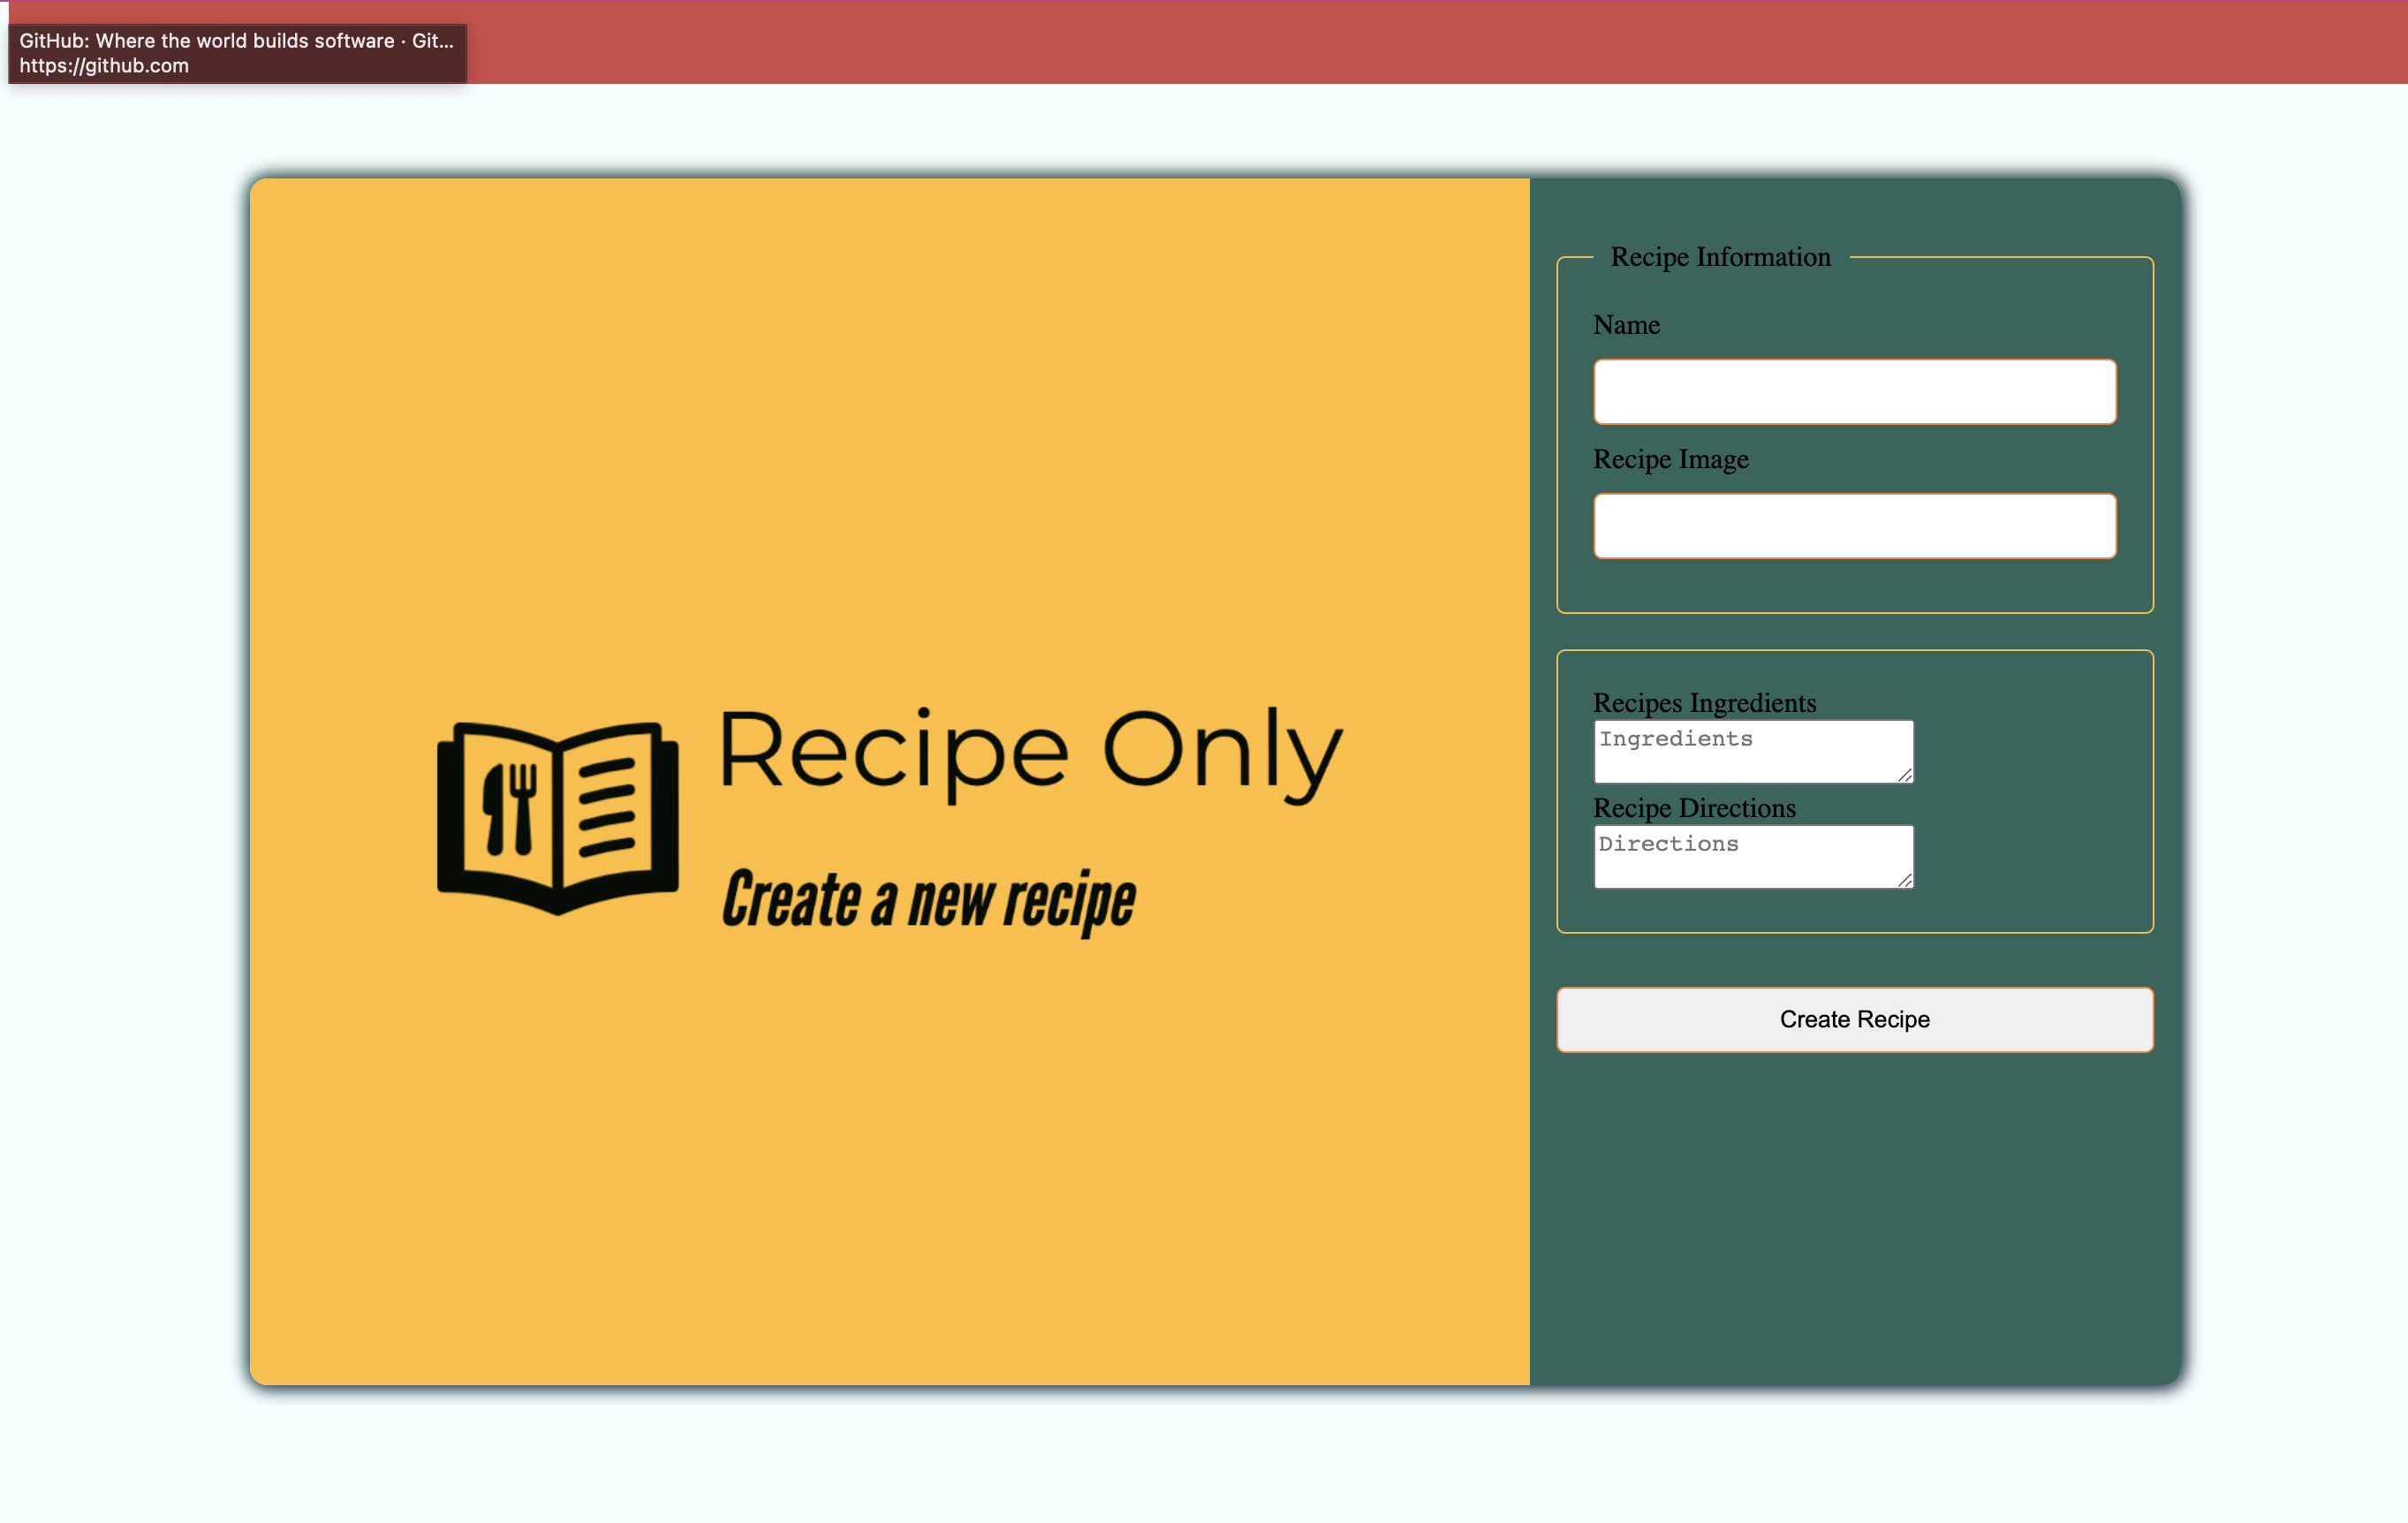 GitHub: Where the world builds software · Git...
https://github.com
Recipe Only
Create a new recipe
Recipe Information
Name
Recipe Image
Recipes Ingredients
Ingredients
Recipe Directions
Directions
Create Recipe